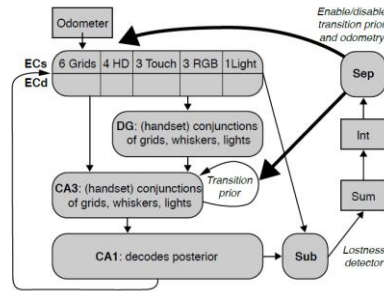 Odometer
Enable/disable
transition prior
and odometry
ECs
ECd
6 Grids 4 HD 3 Touch 3 RGB 1Light
Sep
DG: (handset) conjunctions
of grids, whiskers, lights
Int
CA3: (handset) conjunctions
of grids, whiskers, lights
Transition
prior
Sum
CA1: decodes posterior
Sub
Lostness
detector